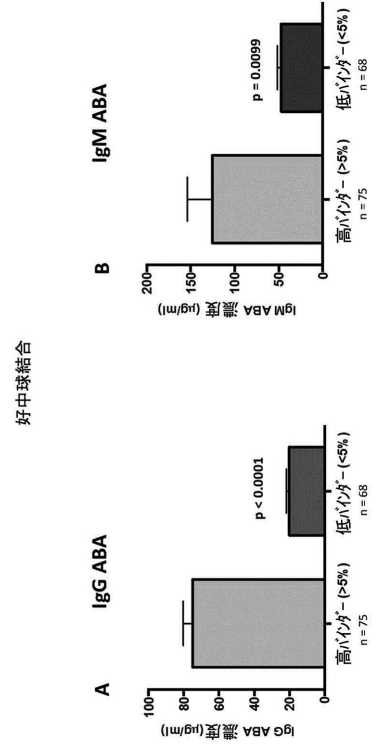 好中球結合
A
IgG ABA
IgG ABA 濃度 (μg/ml)
100
80
60
40
20
0
p < 0.0001
高バインダー (>5%)
n = 75
低バインダー (<5%)
n = 68
B
IgM ABA
IgM ABA 濃度 (μg/ml)
200
150
100
50
0
p = 0.0099
高バインダー (>5%)
n = 75
低バインダー (<5%)
n = 68